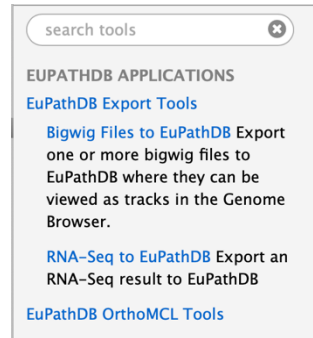 search tools
EUPATHDB APPLICATIONS
EuPathDB Export Tools
Bigwig Files to EuPathDB Export
one or more bigwig files to
EuPathDB where they can be
viewed as tracks in the Genome
Browser.
RNA-Seq to EuPathDB Export an
RNA-Seq result to EuPathDB
EuPathDB OrthoMCL Tools